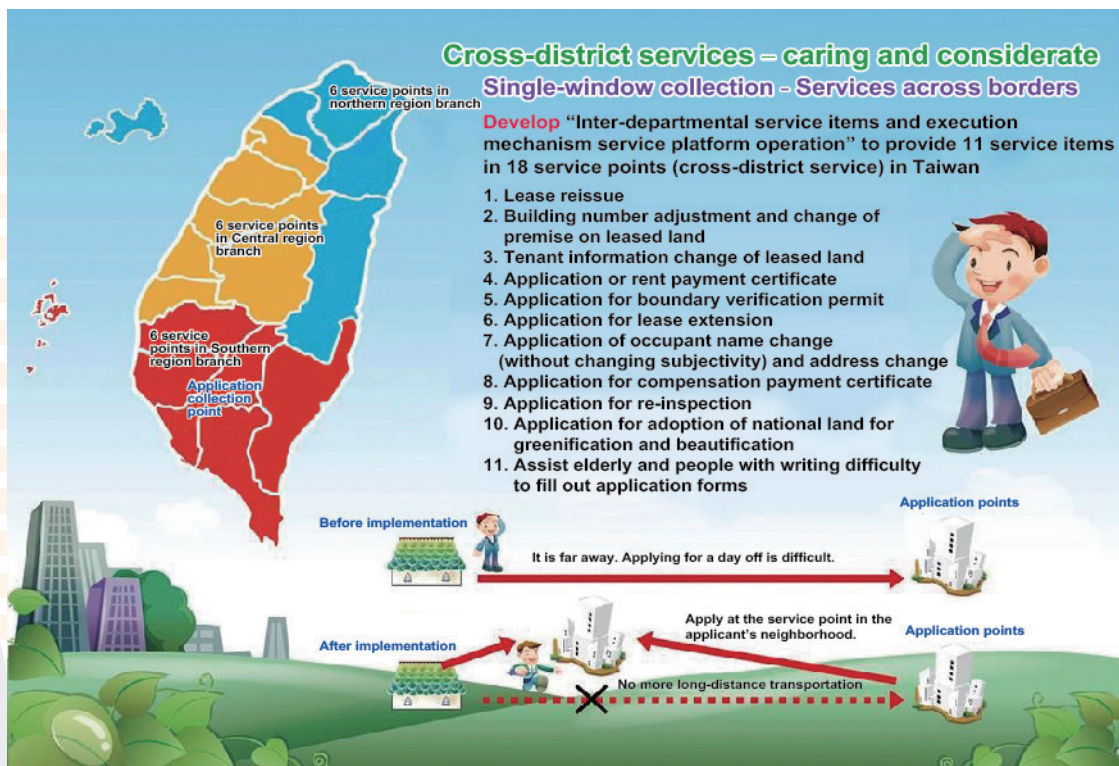 Cross-district services – caring and considerate
Single-window collection - Services across borders
Develop “Inter-departmental service items and execution
mechanism service platform operation” to provide 11 service items
in 18 service points (cross-district service) in Taiwan
1. Lease reissue
2. Building number adjustment and change of
premise on leased land
3. Tenant information change of leased land
4. Application or rent payment certificate
5. Application for boundary verification permit
6. Application for lease extension
7. Application of occupant name change
(without changing subjectivity) and address change
8. Application for compensation payment certificate
9. Application for re-inspection
10. Application for adoption of national land for
greenification and beautification
11. Assist elderly and people with writing difficulty
to fill out application forms
6 service points in
northern region branch
6 service points
in Central region
branch
6 service
points in Southern
region branch
Application
collection
point
Before implementation
It is far away. Applying for a day off is difficult.
Application points
After implementation
Apply at the service point in the
applicant’s neighborhood.
Application points
No more long-distance transportation